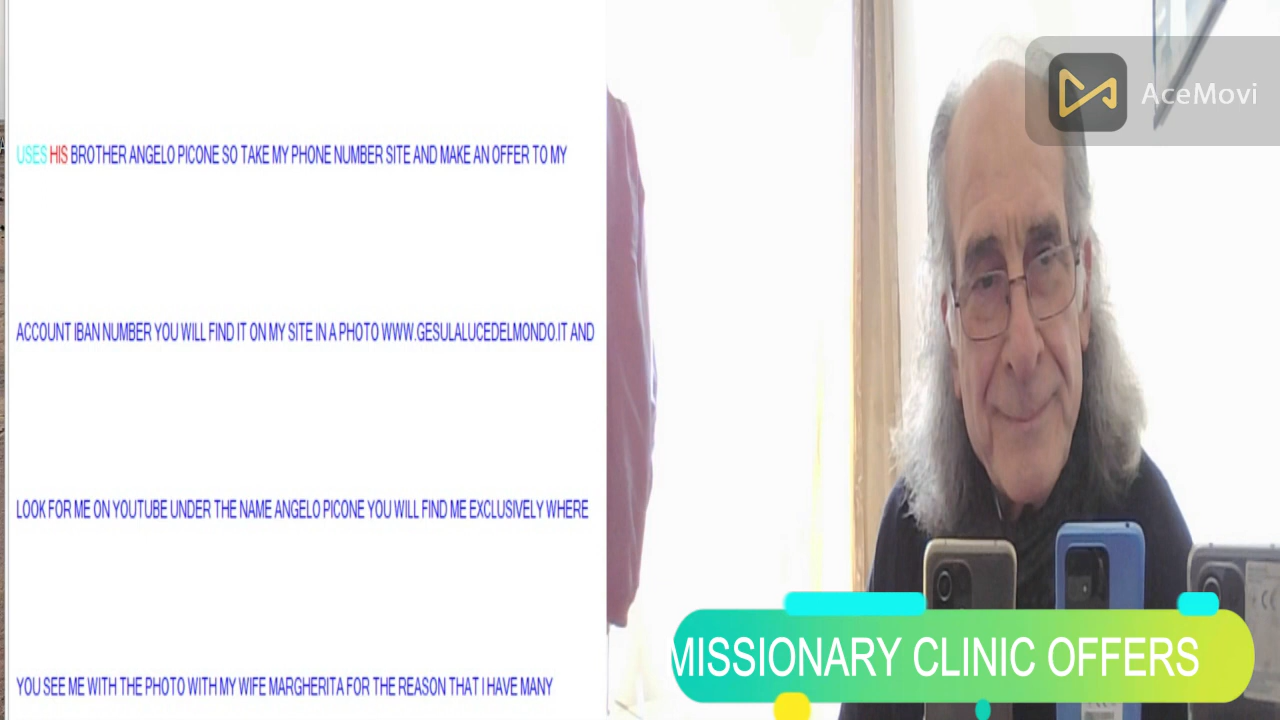 USES HIS BROTHER ANGELO PICONE SO TAKE MY PHONE NUMBER SITE AND MAKE AN OFFER TO MY
ACCOUNT IBAN NUMBER YOU WILL FIND IT ON MY SITE IN A PHOTO WWW.GESULALUCEDELMONDO.IT AND
LOOK FOR ME ON YOUTUBE UNDER THE NAME ANGELO PICONE YOU WILL FIND ME EXCLUSIVELY WHERE
YOU SEE ME WITH THE PHOTO WITH MY WIFE MARGHERITA FOR THE REASON THAT I HAVE MANY
AceMovi
MISSIONARY CLINIC OFFERS